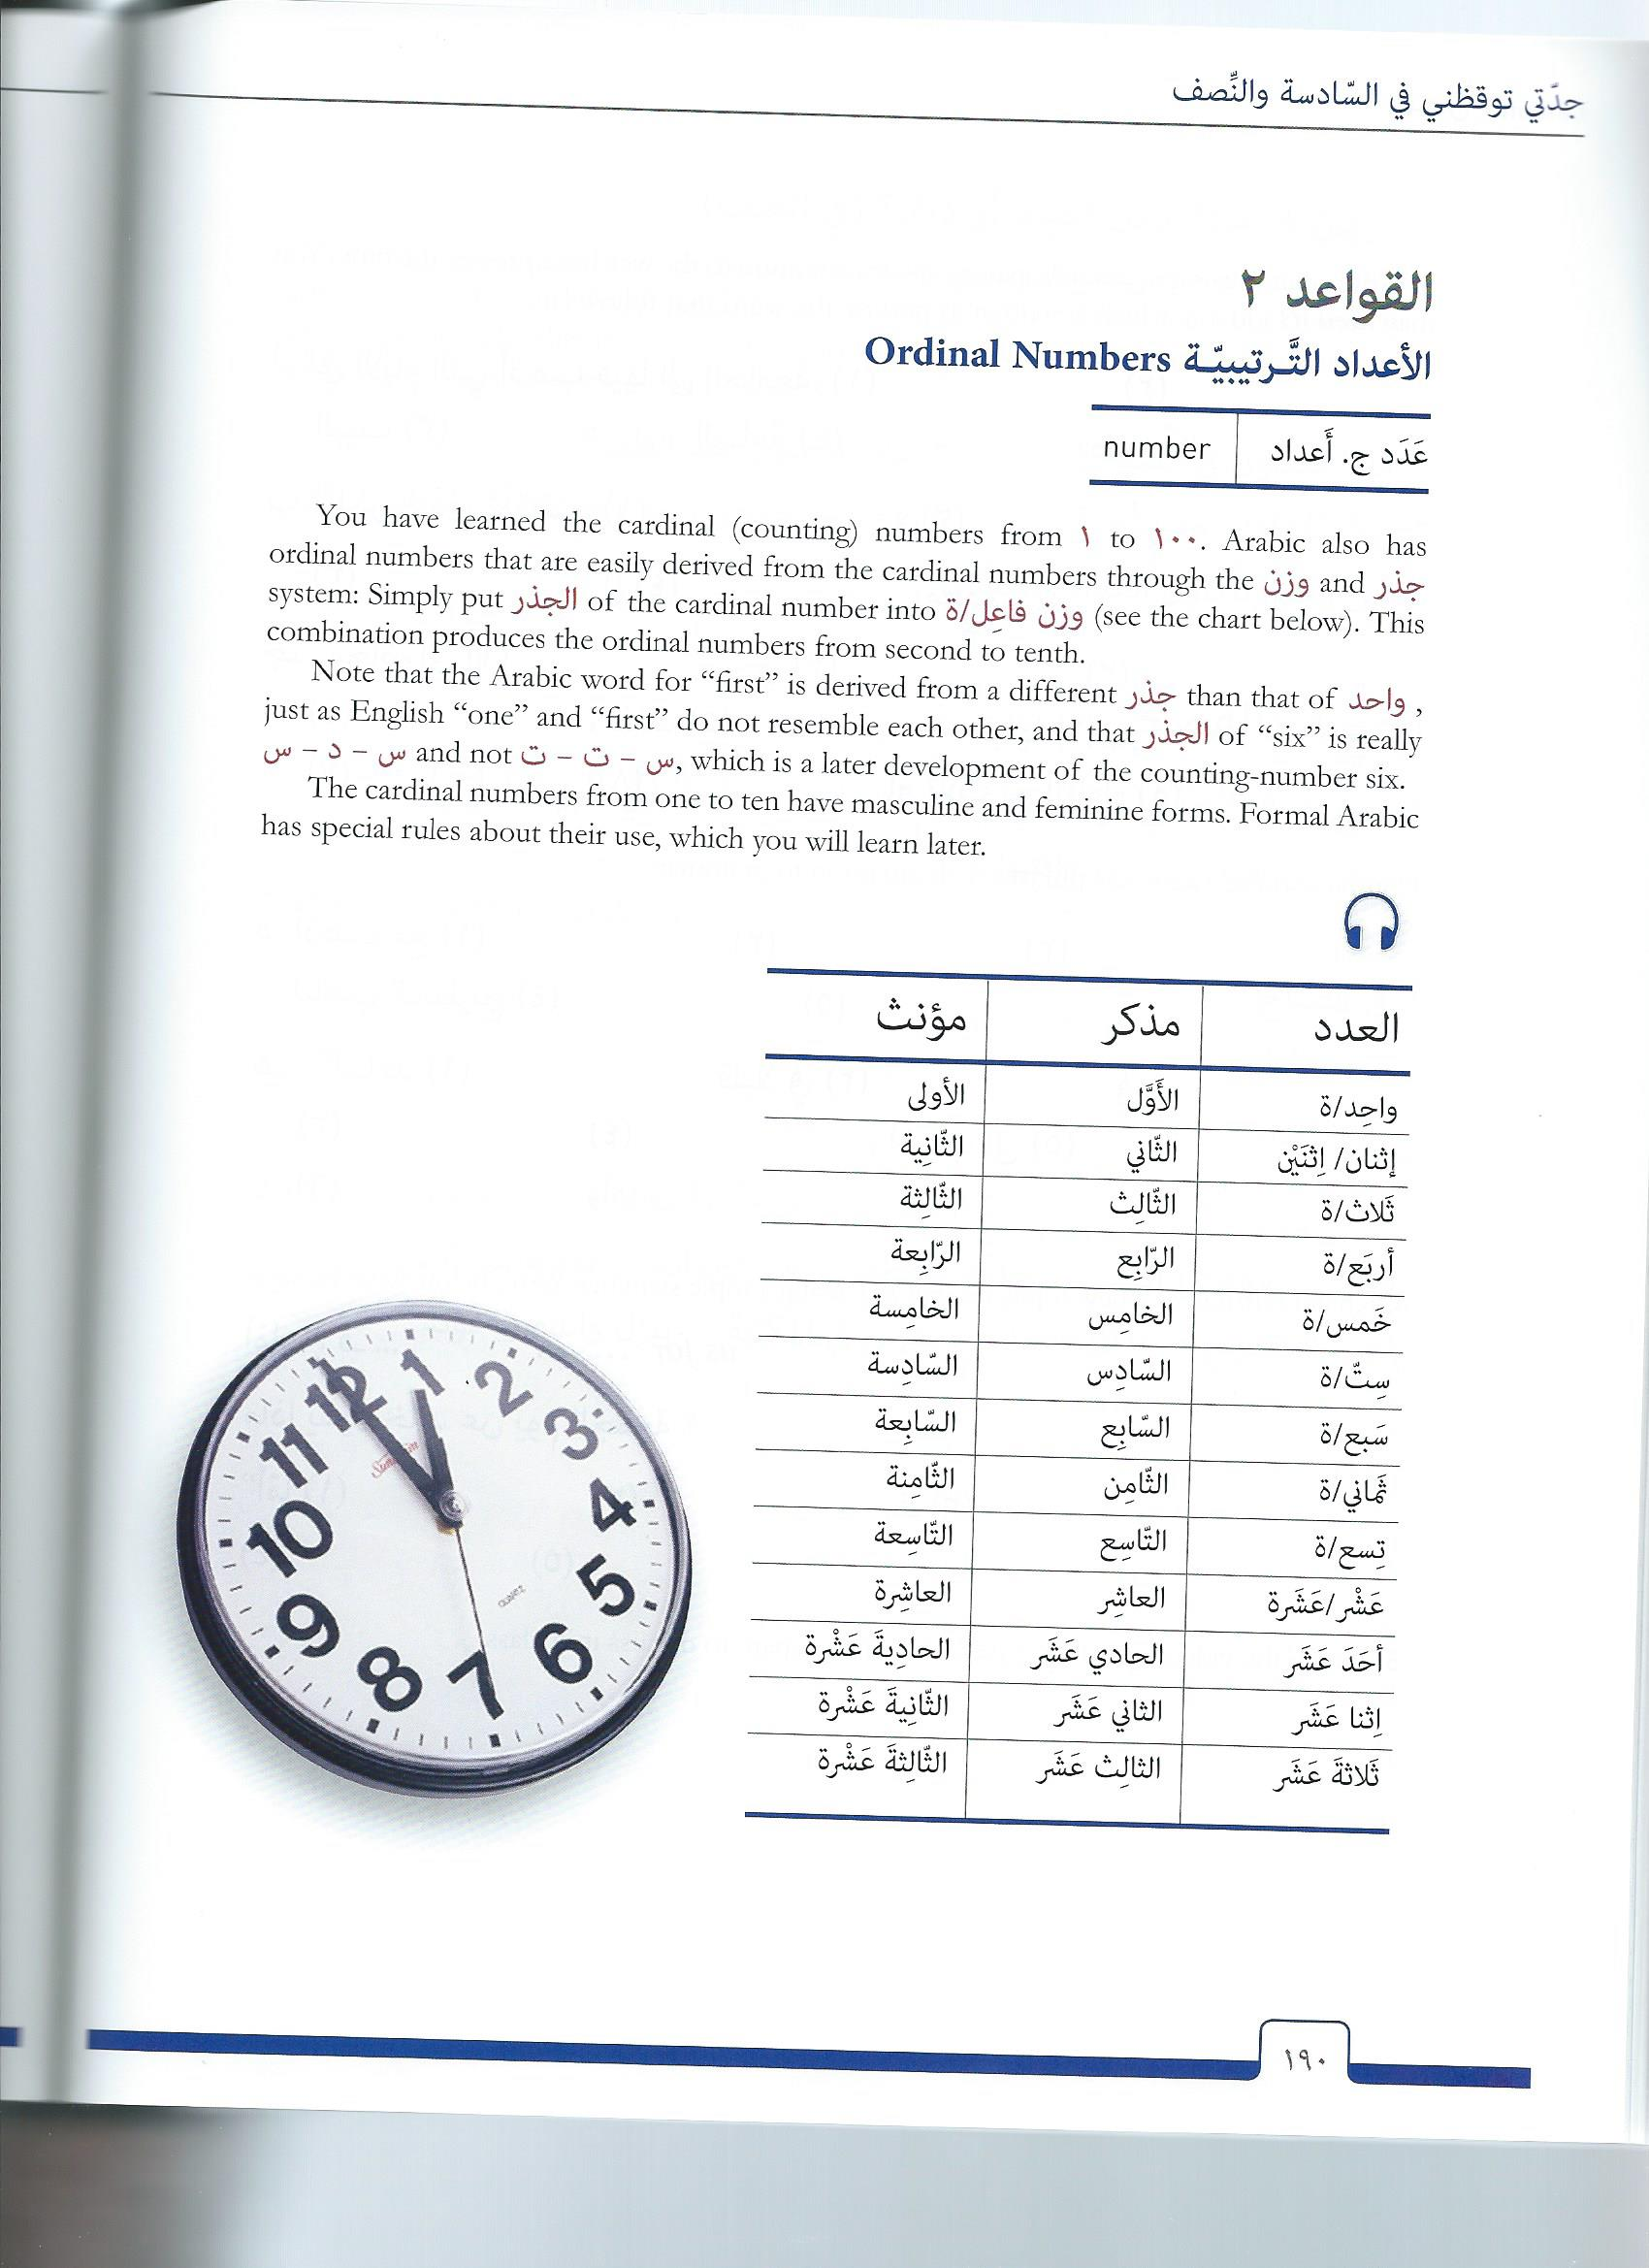 جدّتي توقظني في السّادسة والنِّصف
القواعد ٢
الأعداد التَّرتيبيّة Ordinal Numbers
عَدَد ج. أَعداد number
You have learned the cardinal (counting) numbers from ١ to ١٠٠. Arabic also has
ordinal numbers that are easily derived from the cardinal numbers through the وزن and جذر
system: Simply put الجذر of the cardinal number into وزن فاعِل/ة (see the chart below). This
combination produces the ordinal numbers from second to tenth.
Note that the Arabic word for “first” is derived from a different جذر than that of واحد ,
just as English “one” and “first” do not resemble each other, and that الجذر of “six” is really
س – د – س and not س – ت – ت, which is a later development of the counting-number six.
The cardinal numbers from one to ten have masculine and feminine forms. Formal Arabic
has special rules about their use, which you will learn later.
العدد مذكر مؤنث
واحِد/ة الأَوَّل الأولى
إثنان/ اِثنَيْن الثّاني الثّانِية
ثَلاث/ة الثّالِث الثّالِثة
أربَع/ة الرّابِع الرّابِعة
خَمس/ة الخامِس الخامِسة
سِتّ/ة السّادِس السّادِسة
سَبع/ة السّابِع السّابِعة
ثَماني/ة الثّامِن الثّامِنة
تِسع/ة التّاسِع التّاسِعة
عَشْر/عَشَرة العاشِر العاشِرة
أحَدَ عَشَر الحادي عَشَر الحادِيةَ عَشْرة
اِثنا عَشَر الثاني عَشَر الثّانِيةَ عَشْرة
ثَلاثةَ عَشَر الثالِث عَشَر الثّالِثةَ عَشْرة
12 1 2 3 4 5 6 7 8 9 10 11
QUARTZ
١٩٠